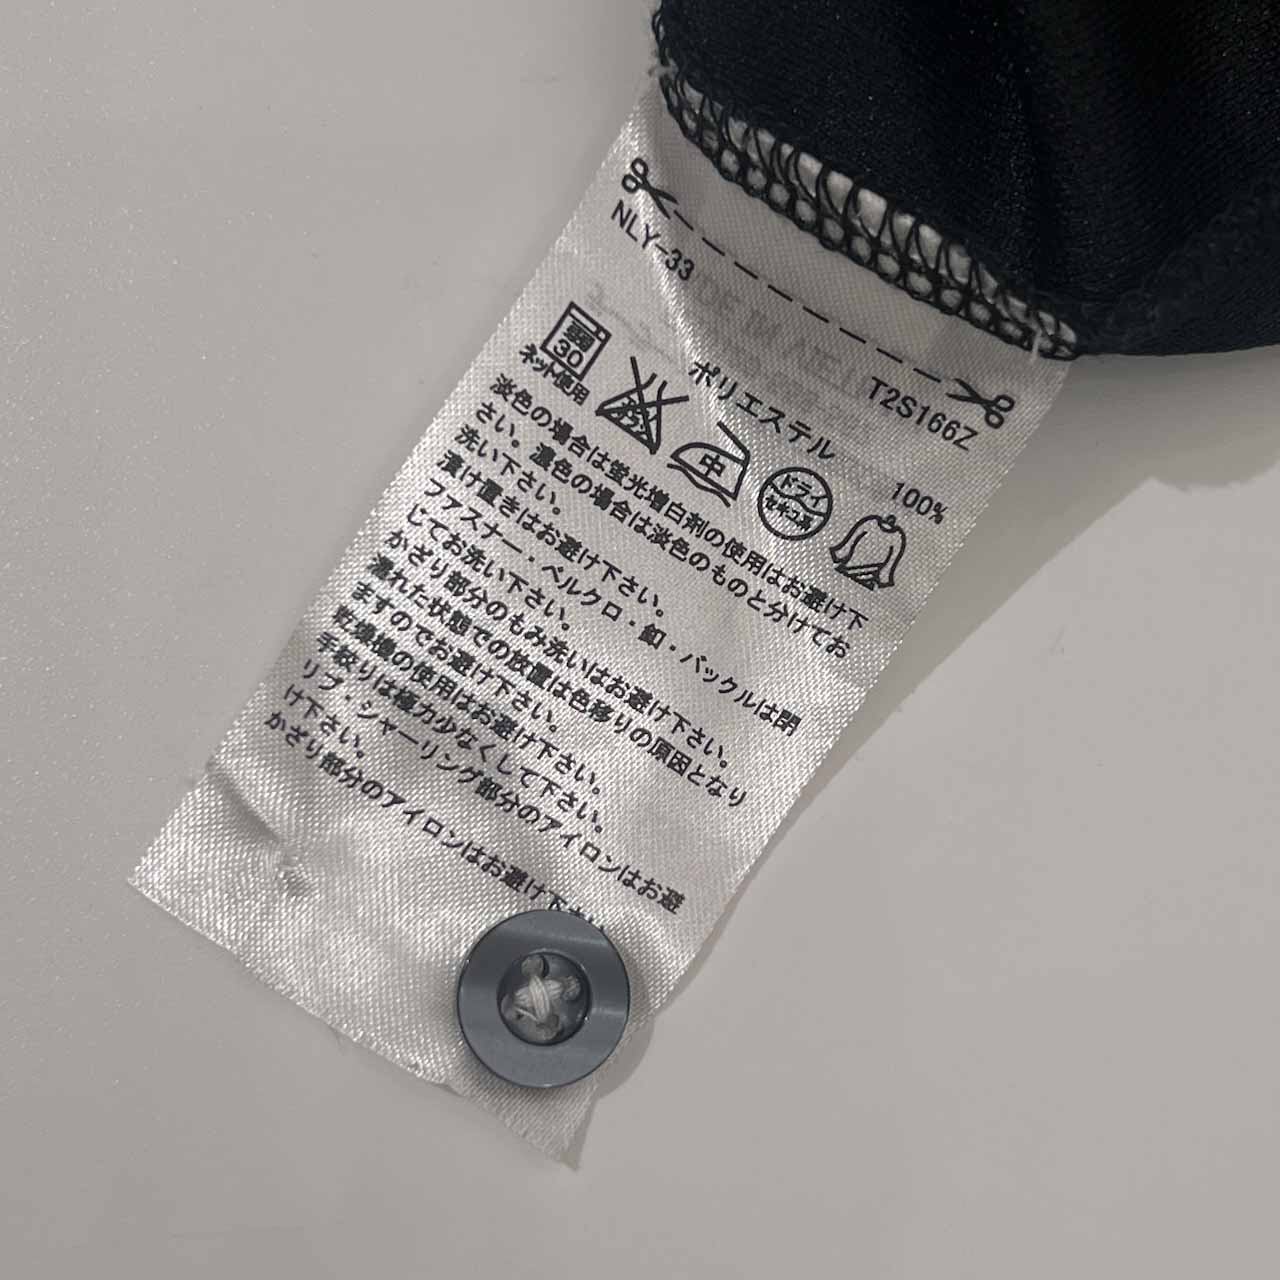 NLY-33
T2S166Z
ポリエステル 100%
弱 30
ネット使用
中
ドライ
セキユ系
淡色の場合は蛍光増白剤の使用はお避け下
さい。濃色の場合は淡色のものと分けてお
洗い下さい。
漬け置きはお避け下さい。
ファスナー・ベルクロ・釦・バックルは閉
じてお洗い下さい。
かざり部分のもみ洗いはお避け下さい。
濡れた状態での放置は色移りの原因となり
ますのでお避け下さい。
乾燥機の使用はお避け下さい。
手絞りは極力少なくして下さい。
リブ・シャーリング部分のアイロンはお避
け下さい。
かざり部分のアイロンはお避け下さい